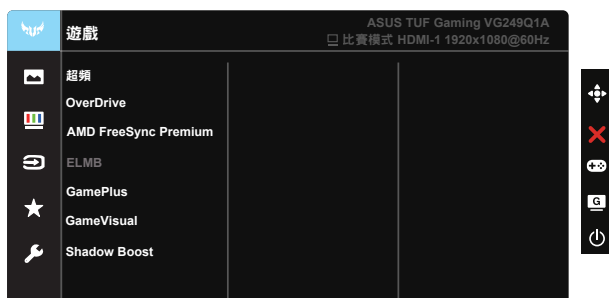 遊戲
ASUS TUF Gaming VG249Q1A
比賽模式 HDMI-1 1920x1080@60Hz
超頻
OverDrive
AMD FreeSync Premium
ELMB
GamePlus
GameVisual
Shadow Boost
G